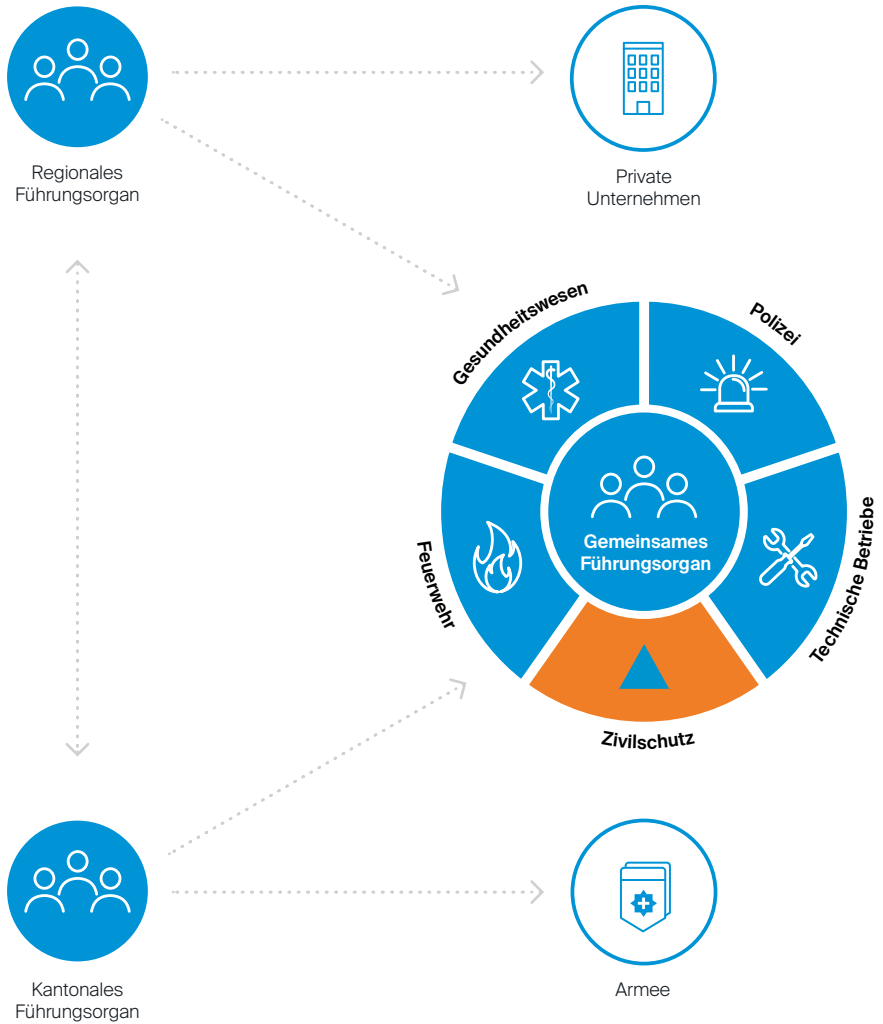 Regionales
Führungsorgan
Private
Unternehmen
Gesundheitswesen
Polizei
Gemeinsames
Führungsorgan
Feuerwehr
Technische Betriebe
Zivilschutz
Kantonales
Führungsorgan
Armee